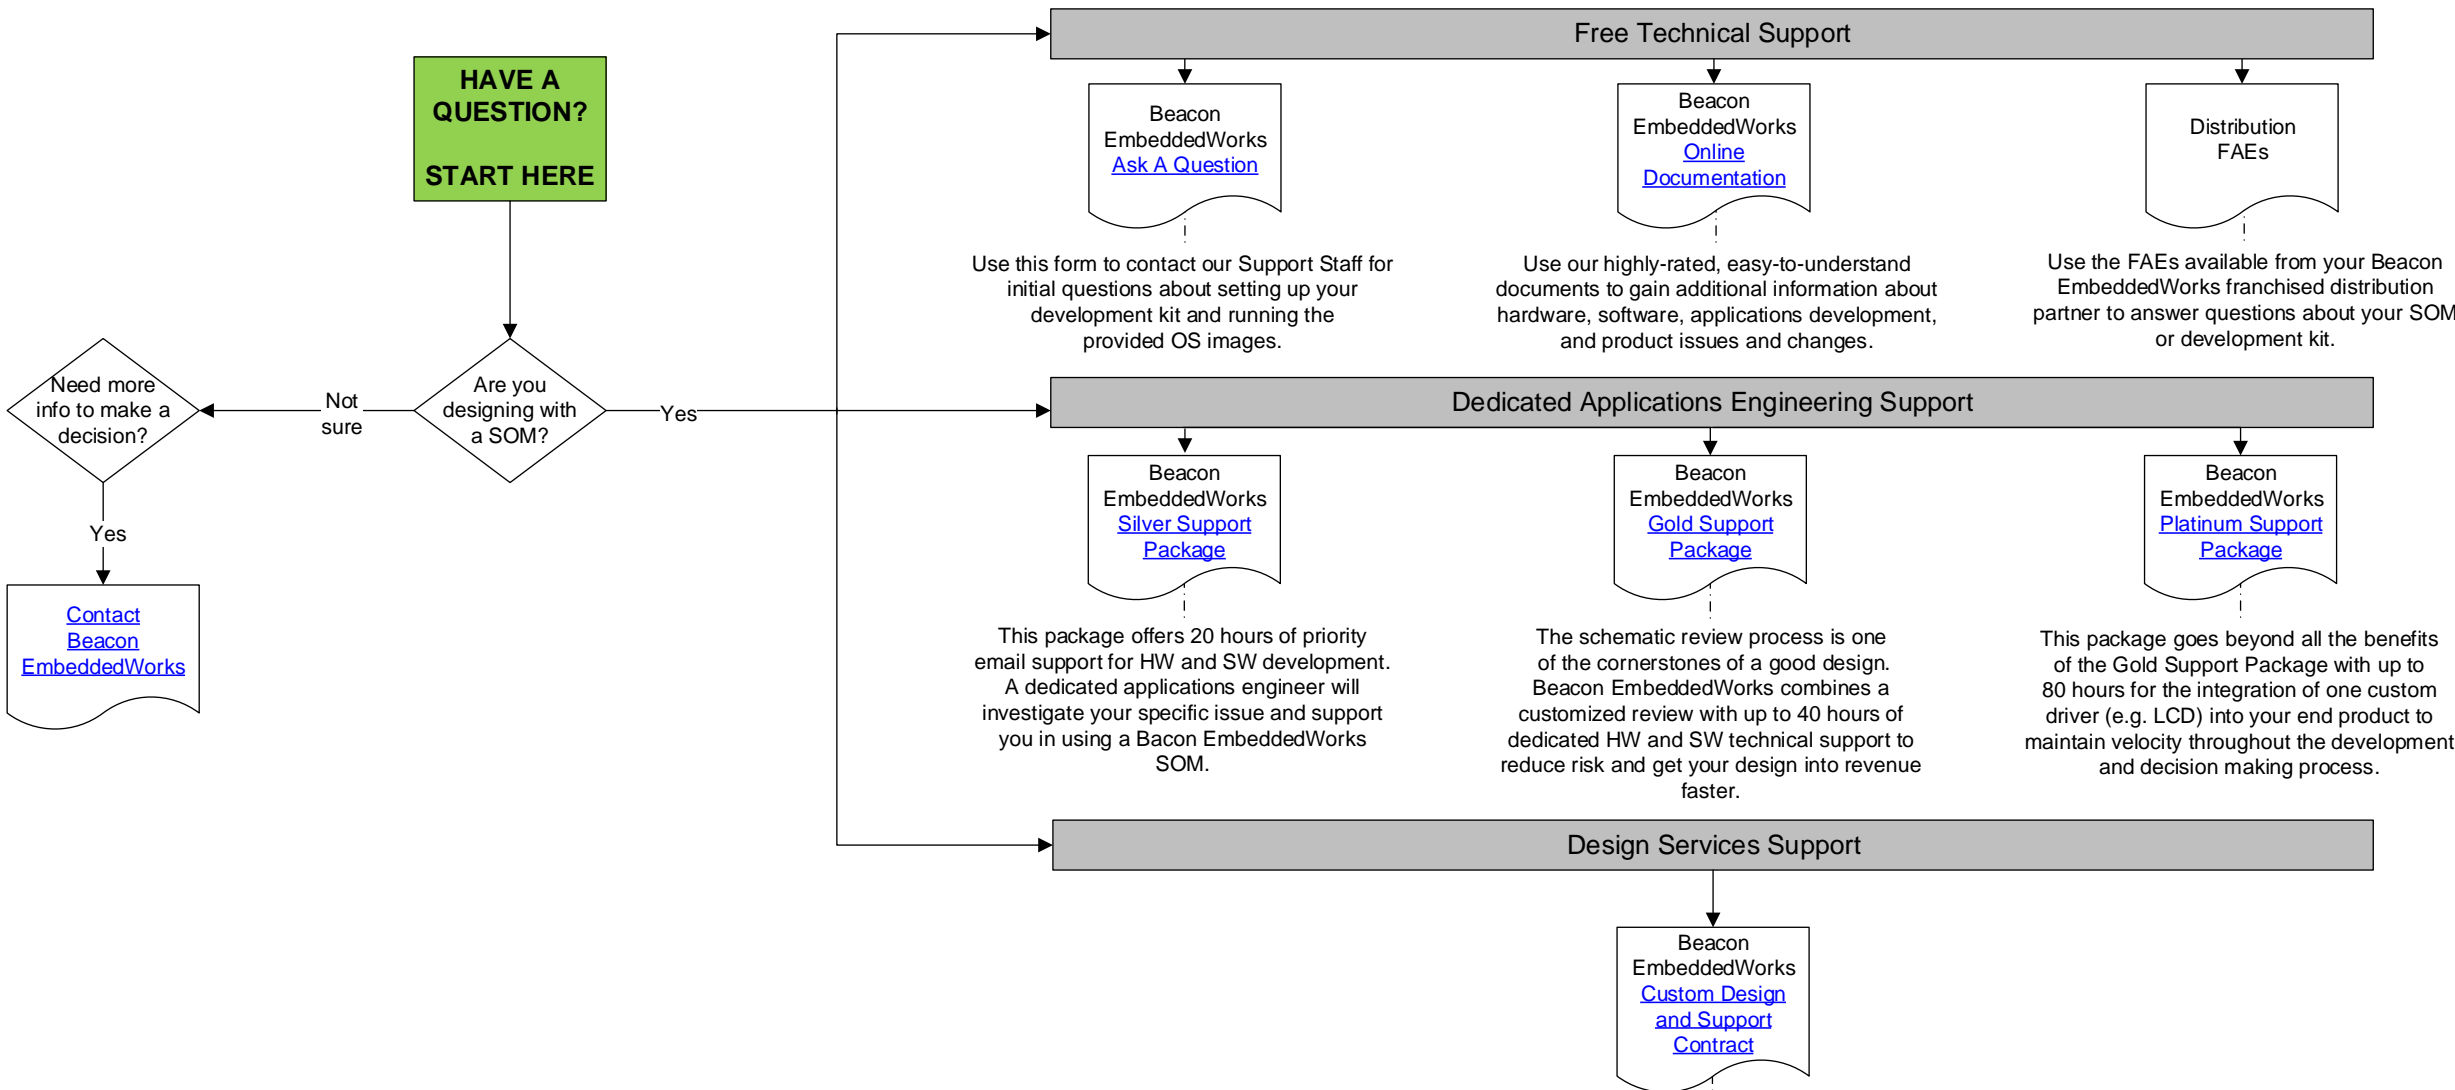 HAVE A
QUESTION?
START HERE
Are you
designing with
a SOM?
Not
sure
Need more
info to make a
decision?
Yes
Contact
Beacon
EmbeddedWorks
Yes
Free Technical Support
Beacon
EmbeddedWorks
Ask A Question
Use this form to contact our Support Staff for
initial questions about setting up your
development kit and running the
provided OS images.
Beacon
EmbeddedWorks
Online
Documentation
Use our highly-rated, easy-to-understand
documents to gain additional information about
hardware, software, applications development,
and product issues and changes.
Distribution
FAEs
Use the FAEs available from your Beacon
EmbeddedWorks franchised distribution
partner to answer questions about your SOM
or development kit.
Dedicated Applications Engineering Support
Beacon
EmbeddedWorks
Silver Support
Package
This package offers 20 hours of priority
email support for HW and SW development.
A dedicated applications engineer will
investigate your specific issue and support
you in using a Bacon EmbeddedWorks
SOM.
Beacon
EmbeddedWorks
Gold Support
Package
The schematic review process is one
of the cornerstones of a good design.
Beacon EmbeddedWorks combines a
customized review with up to 40 hours of
dedicated HW and SW technical support to
reduce risk and get your design into revenue
faster.
Beacon
EmbeddedWorks
Platinum Support
Package
This package goes beyond all the benefits
of the Gold Support Package with up to
80 hours for the integration of one custom
driver (e.g. LCD) into your end product to
maintain velocity throughout the development
and decision making process.
Design Services Support
Beacon
EmbeddedWorks
Custom Design
and Support
Contract